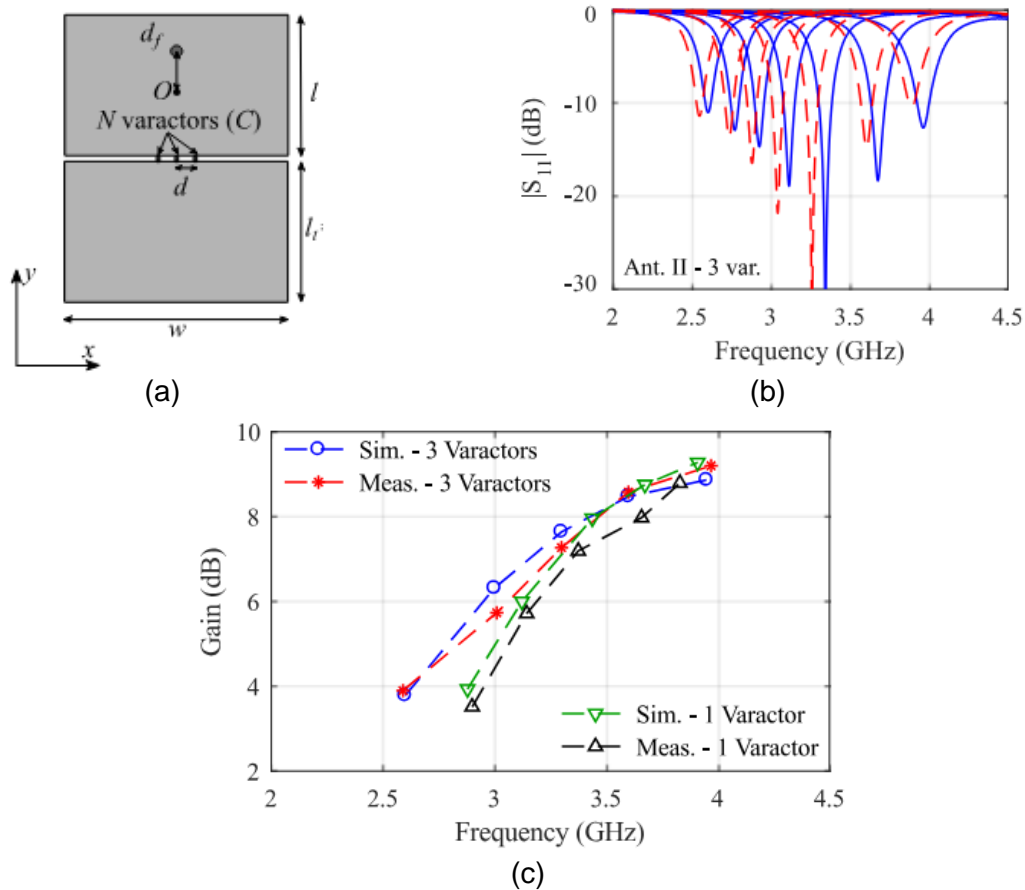 d_f
O
N varactors (C)
d
l
l_t
y
w
x
(a)
0
-10
-20
-30
|S_11| (dB)
Ant. II - 3 var.
2 2.5 3 3.5 4 4.5
Frequency (GHz)
(b)
10
8
6
4
2
Gain (dB)
Sim. - 3 Varactors
Meas. - 3 Varactors
Sim. - 1 Varactor
Meas. - 1 Varactor
2 2.5 3 3.5 4 4.5
Frequency (GHz)
(c)